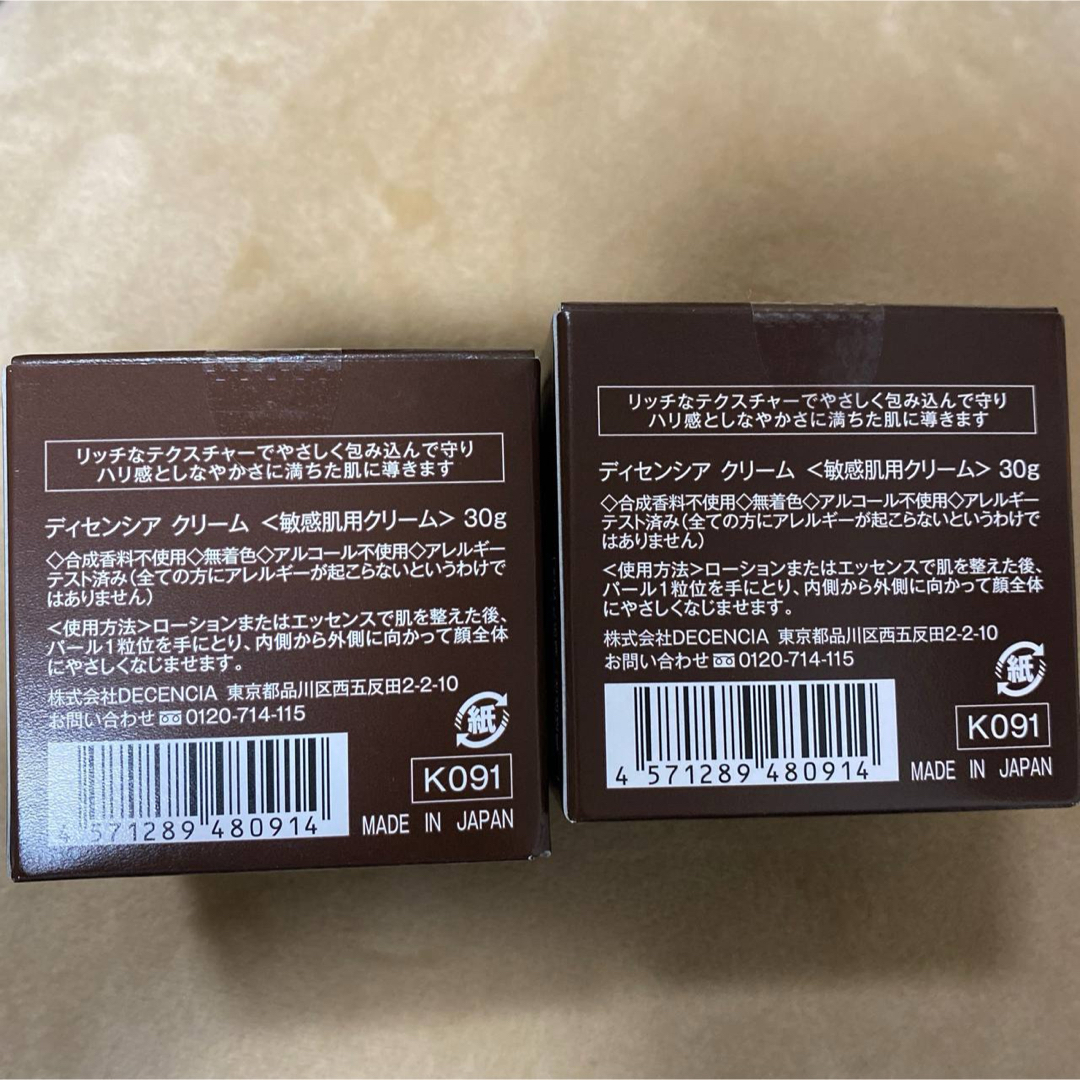 リッチなテクスチャーでやさしく包み込んで守り
ハリ感としなやかさに満ちた肌に導きます
ディセンシア クリーム <敏感肌用クリーム> 30g
◇合成香料不使用◇無着色◇アルコール不使用◇アレルギー
テスト済み(全ての方にアレルギーが起こらないというわけで
はありません)
<使用方法>ローションまたはエッセンスで肌を整えた後、
パール1粒位を手にとり、内側から外側に向かって顔全体
にやさしくなじませます。
株式会社DECENCIA 東京都品川区西五反田2-2-10
お問い合わせ 0120-714-115
紙
K091
4 571289 480914
MADE IN JAPAN
リッチなテクスチャーでやさしく包み込んで守り
ハリ感としなやかさに満ちた肌に導きます
ディセンシア クリーム <敏感肌用クリーム> 30g
◇合成香料不使用◇無着色◇アルコール不使用◇アレルギー
テスト済み(全ての方にアレルギーが起こらないというわけで
はありません)
<使用方法>ローションまたはエッセンスで肌を整えた後、
パール1粒位を手にとり、内側から外側に向かって顔全体
にやさしくなじませます。
株式会社DECENCIA 東京都品川区西五反田2-2-10
お問い合わせ 0120-714-115
紙
K091
4 571289 480914
MADE IN JAPAN